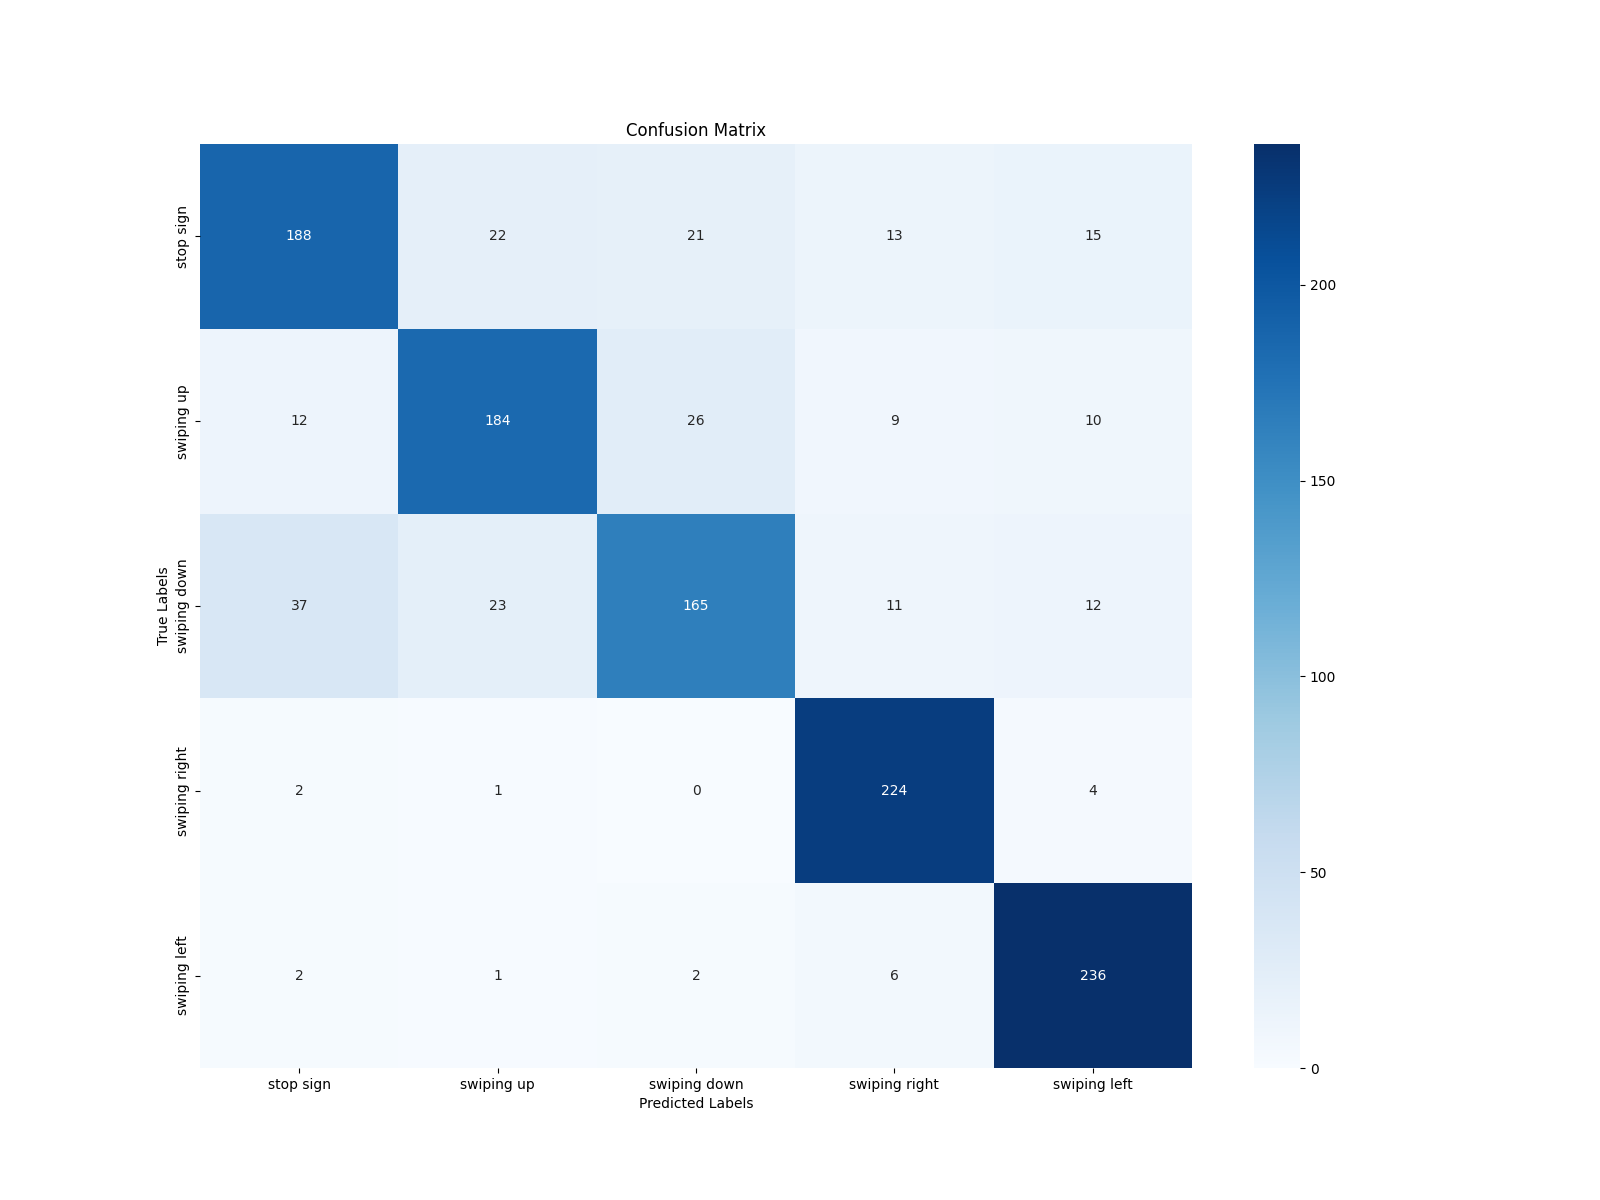 Confusion Matrix
stop sign
188 22 21 13 15
swiping up
12 184 26 9 10
True Labels
swiping down
37 23 165 11 12
swiping right
2 1 0 224 4
swiping left
2 1 2 6 236
stop sign swiping up swiping down swiping right swiping left
Predicted Labels
200
150
100
50
0